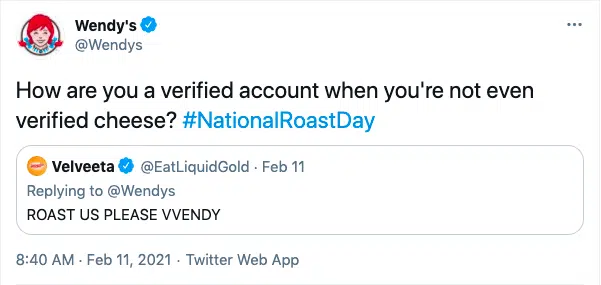 Wendy's
@Wendys
How are you a verified account when you're not even
verified cheese? #NationalRoastDay
Velveeta @EatLiquidGold · Feb 11
Replying to @Wendys
ROAST US PLEASE VVENDY
8:40 AM · Feb 11, 2021 · Twitter Web App